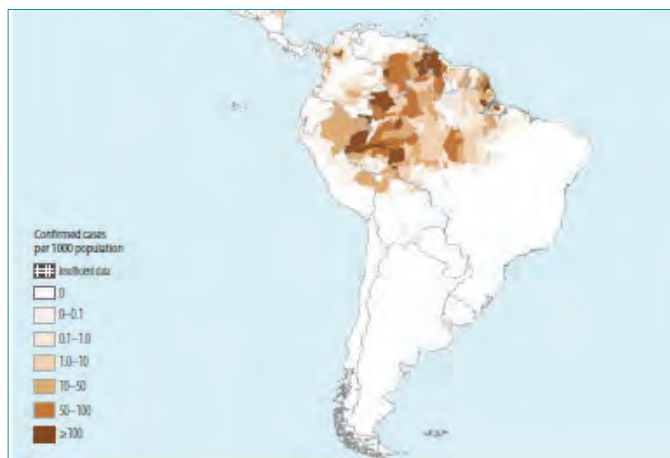 Confirmed cases
per 1000 population
Insufficient data
0
0–0.1
0.1–1.0
1.0–10
10–50
50–100
≥100